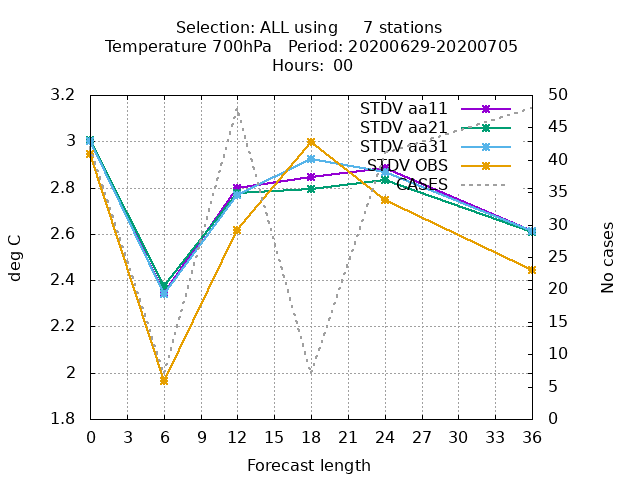 Selection: ALL using 7 stations
Temperature 700hPa Period: 20200629-20200705
Hours: 00
3.2
3
2.8
2.6
2.4
2.2
2
1.8
deg C
STDV aa11
STDV aa21
STDV aa31
STDV OBS
CASES
50
45
40
35
30
25
20
15
10
5
0
No cases
0 3 6 9 12 15 18 21 24 27 30 33 36
Forecast length